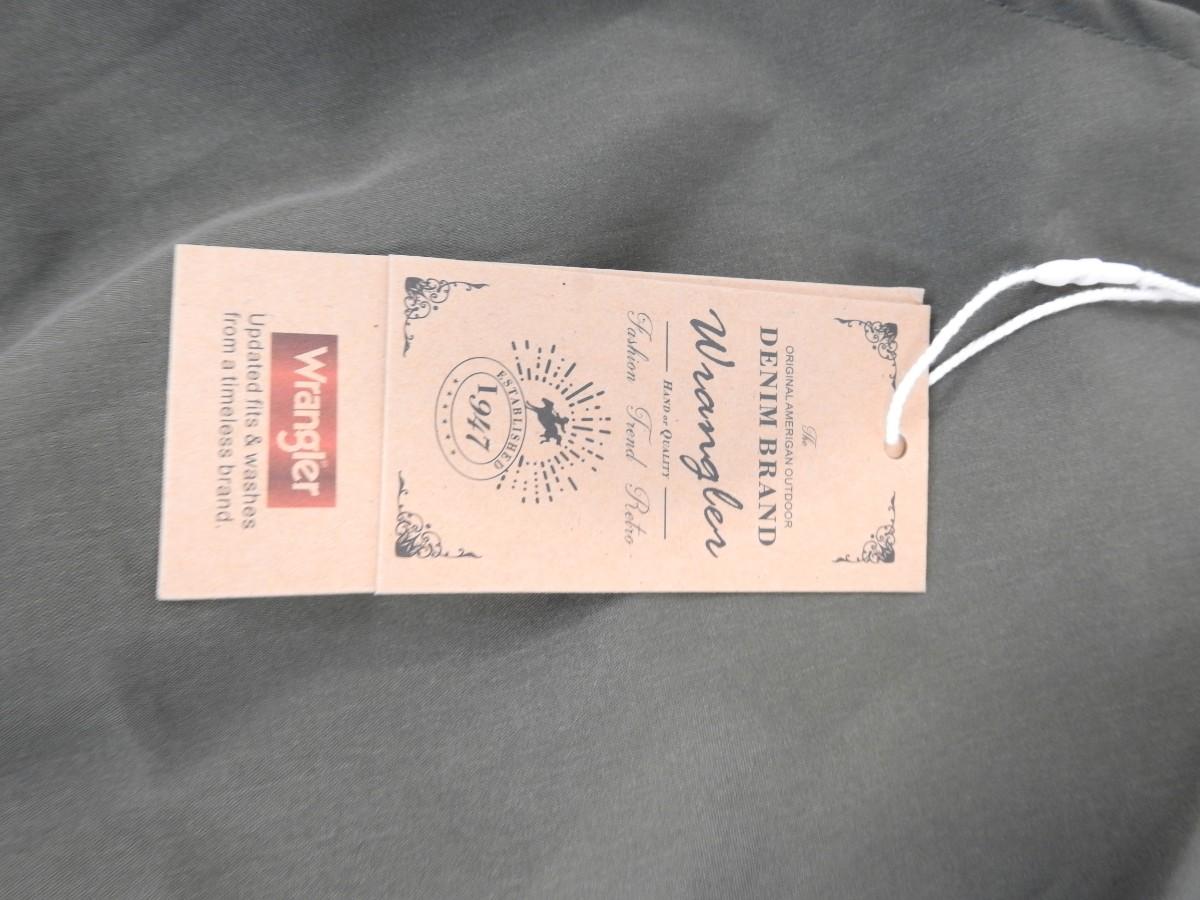 The
ORIGINAL AMERIGAN OUTDOOR
DENIM BRAND
Wrangler
HAND or QUALITY
Fashion Trend Retro
ESTABLISHED
1947
Wrangler
Updated fits & washes
from a timeless brand.